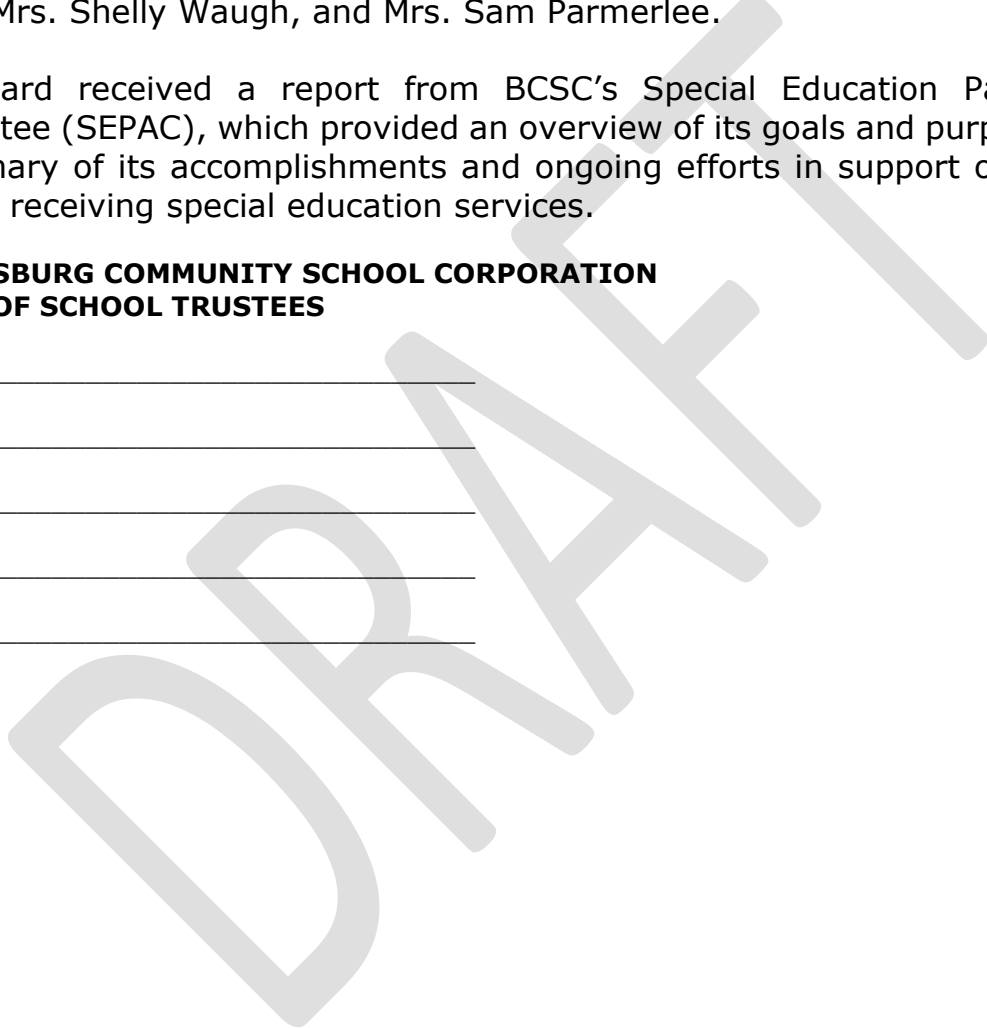 Mrs. Shelly Waugh, and Mrs. Sam Parmerlee.
ard received a report from BCSC’s Special Education Pa
tee (SEPAC), which provided an overview of its goals and purp
nary of its accomplishments and ongoing efforts in support o
receiving special education services.
SBURG COMMUNITY SCHOOL CORPORATION
OF SCHOOL TRUSTEES
DRAFT